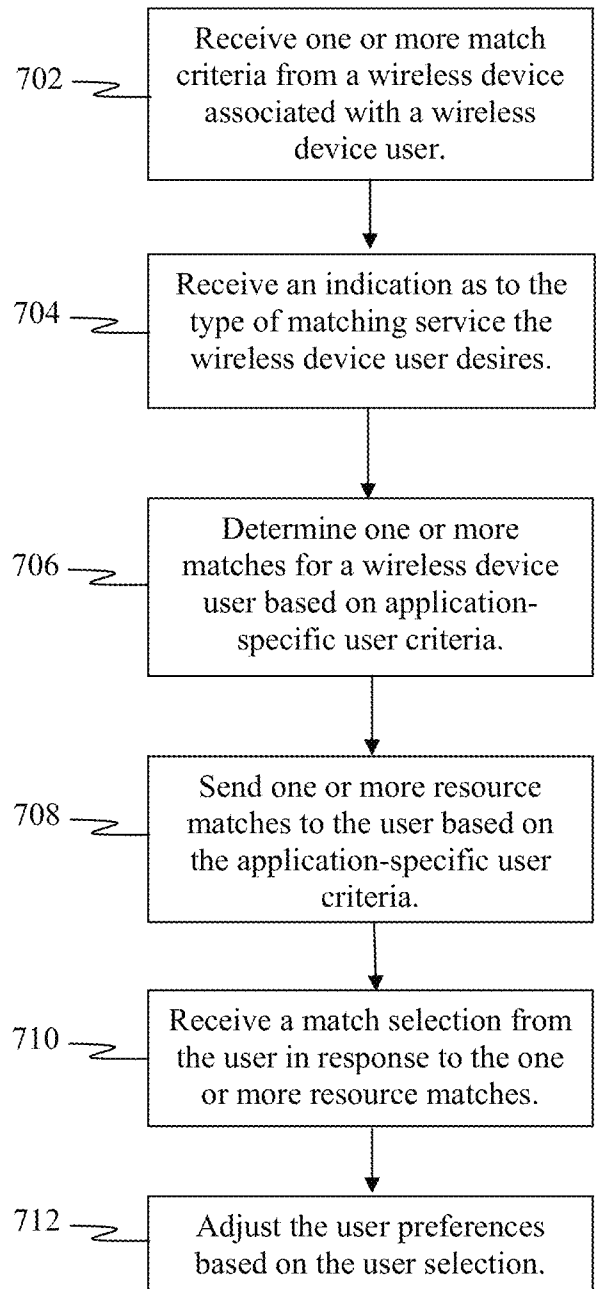 702
Receive one or more match
criteria from a wireless device
associated with a wireless
device user.
704
Receive an indication as to the
type of matching service the
wireless device user desires.
706
Determine one or more
matches for a wireless device
user based on application-
specific user criteria.
708
Send one or more resource
matches to the user based on
the application-specific user
criteria.
710
Receive a match selection from
the user in response to the one
or more resource matches.
712
Adjust the user preferences
based on the user selection.